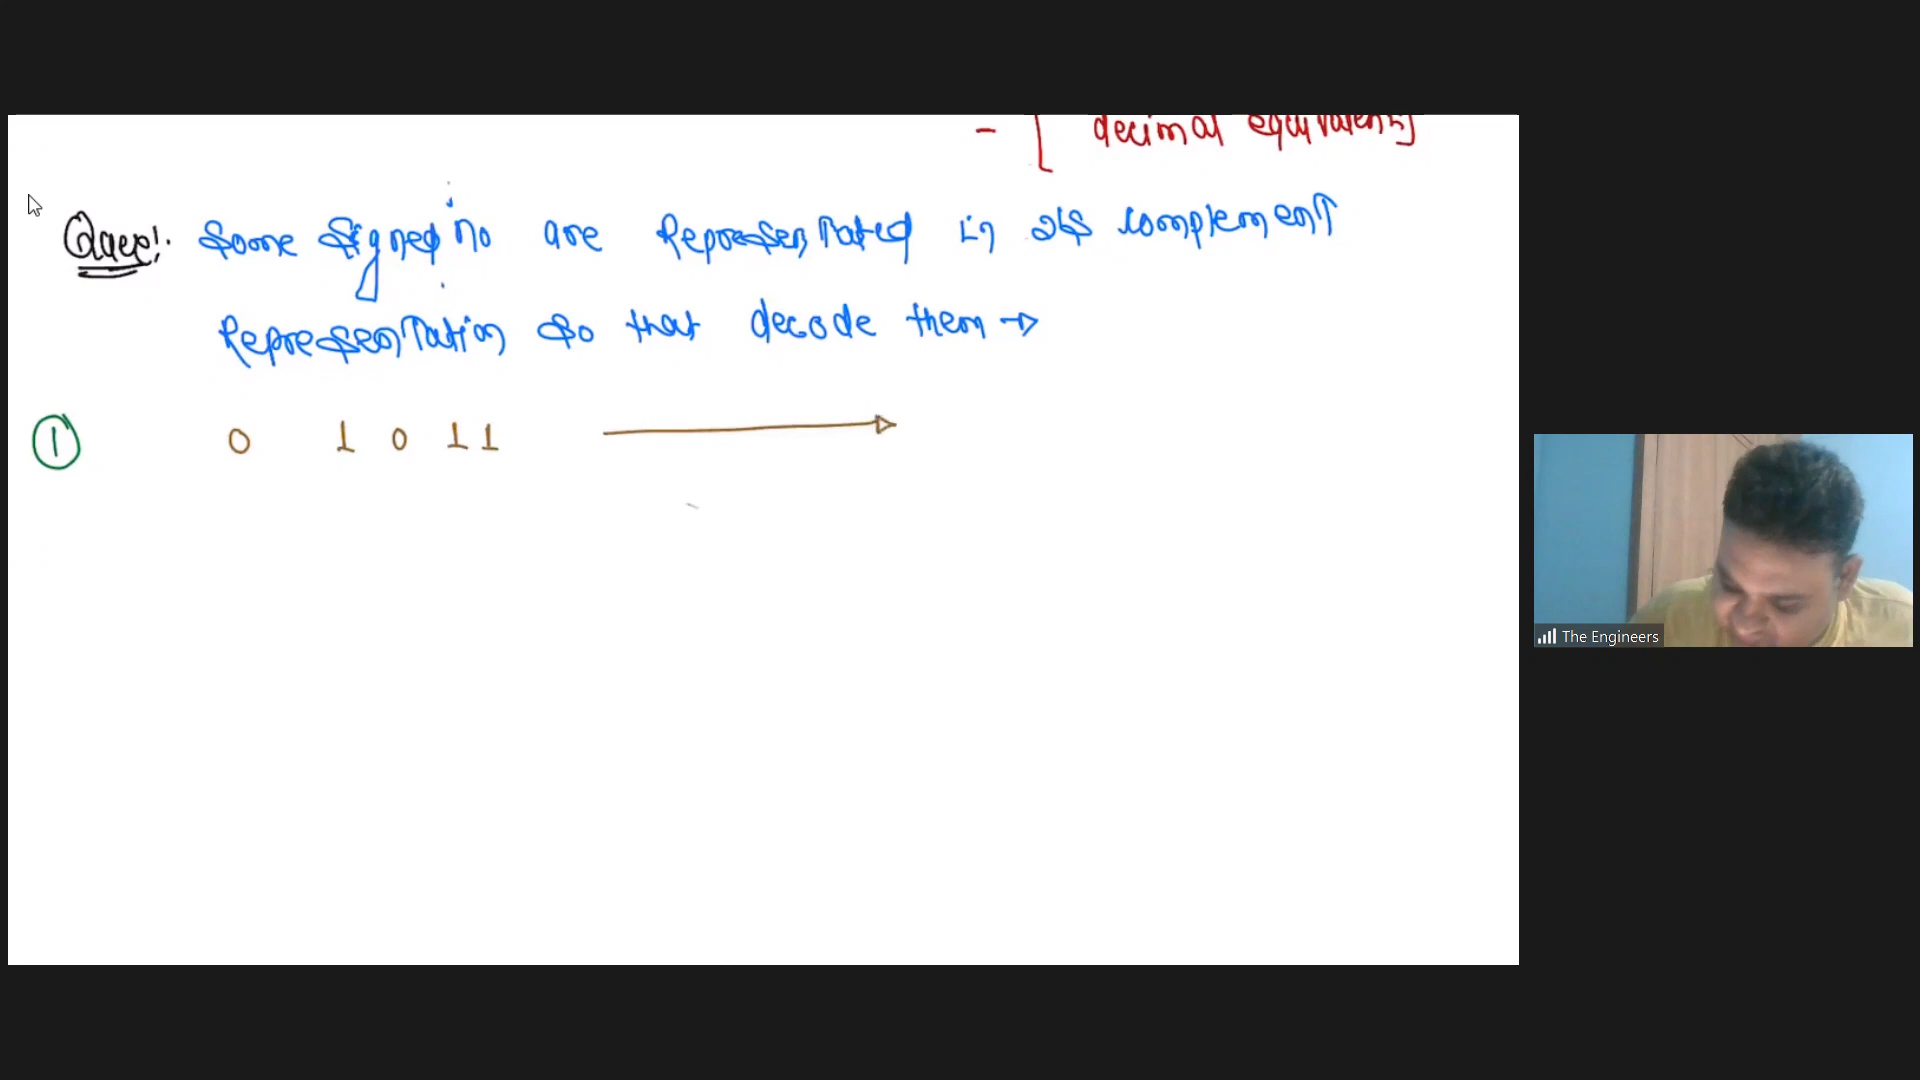 - [ decimal equivalent]
Ques!. Some Signed no are Represented in 2's complement
Representation So that decode them →
① 0 1 0 1 1 →
The Engineers